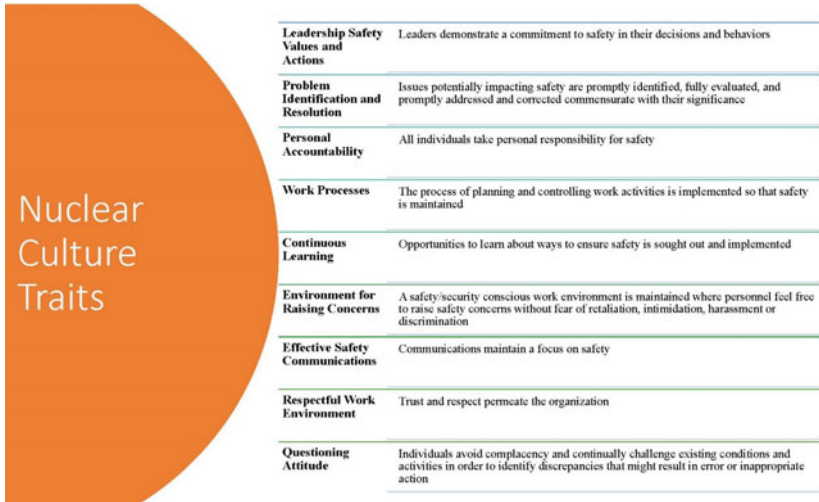 Nuclear
Culture
Traits
Leadership Safety
Values and
Actions
Leaders demonstrate a commitment to safety in their decisions and behaviors
Problem
Identification and
Resolution
Issues potentially impacting safety are promptly identified, fully evaluated, and
promptly addressed and corrected commensurate with their significance
Personal
Accountability
All individuals take personal responsibility for safety
Work Processes
The process of planning and controlling work activities is implemented so that safety
is maintained
Continuous
Learning
Opportunities to learn about ways to ensure safety is sought out and implemented
Environment for
Raising Concerns
A safety/security conscious work environment is maintained where personnel feel free
to raise safety concerns without fear of retaliation, intimidation, harassment or
discrimination
Effective Safety
Communications
Communications maintain a focus on safety
Respectful Work
Environment
Trust and respect permeate the organization
Questioning
Attitude
Individuals avoid complacency and continually challenge existing conditions and
activities in order to identify discrepancies that might result in error or inappropriate
action